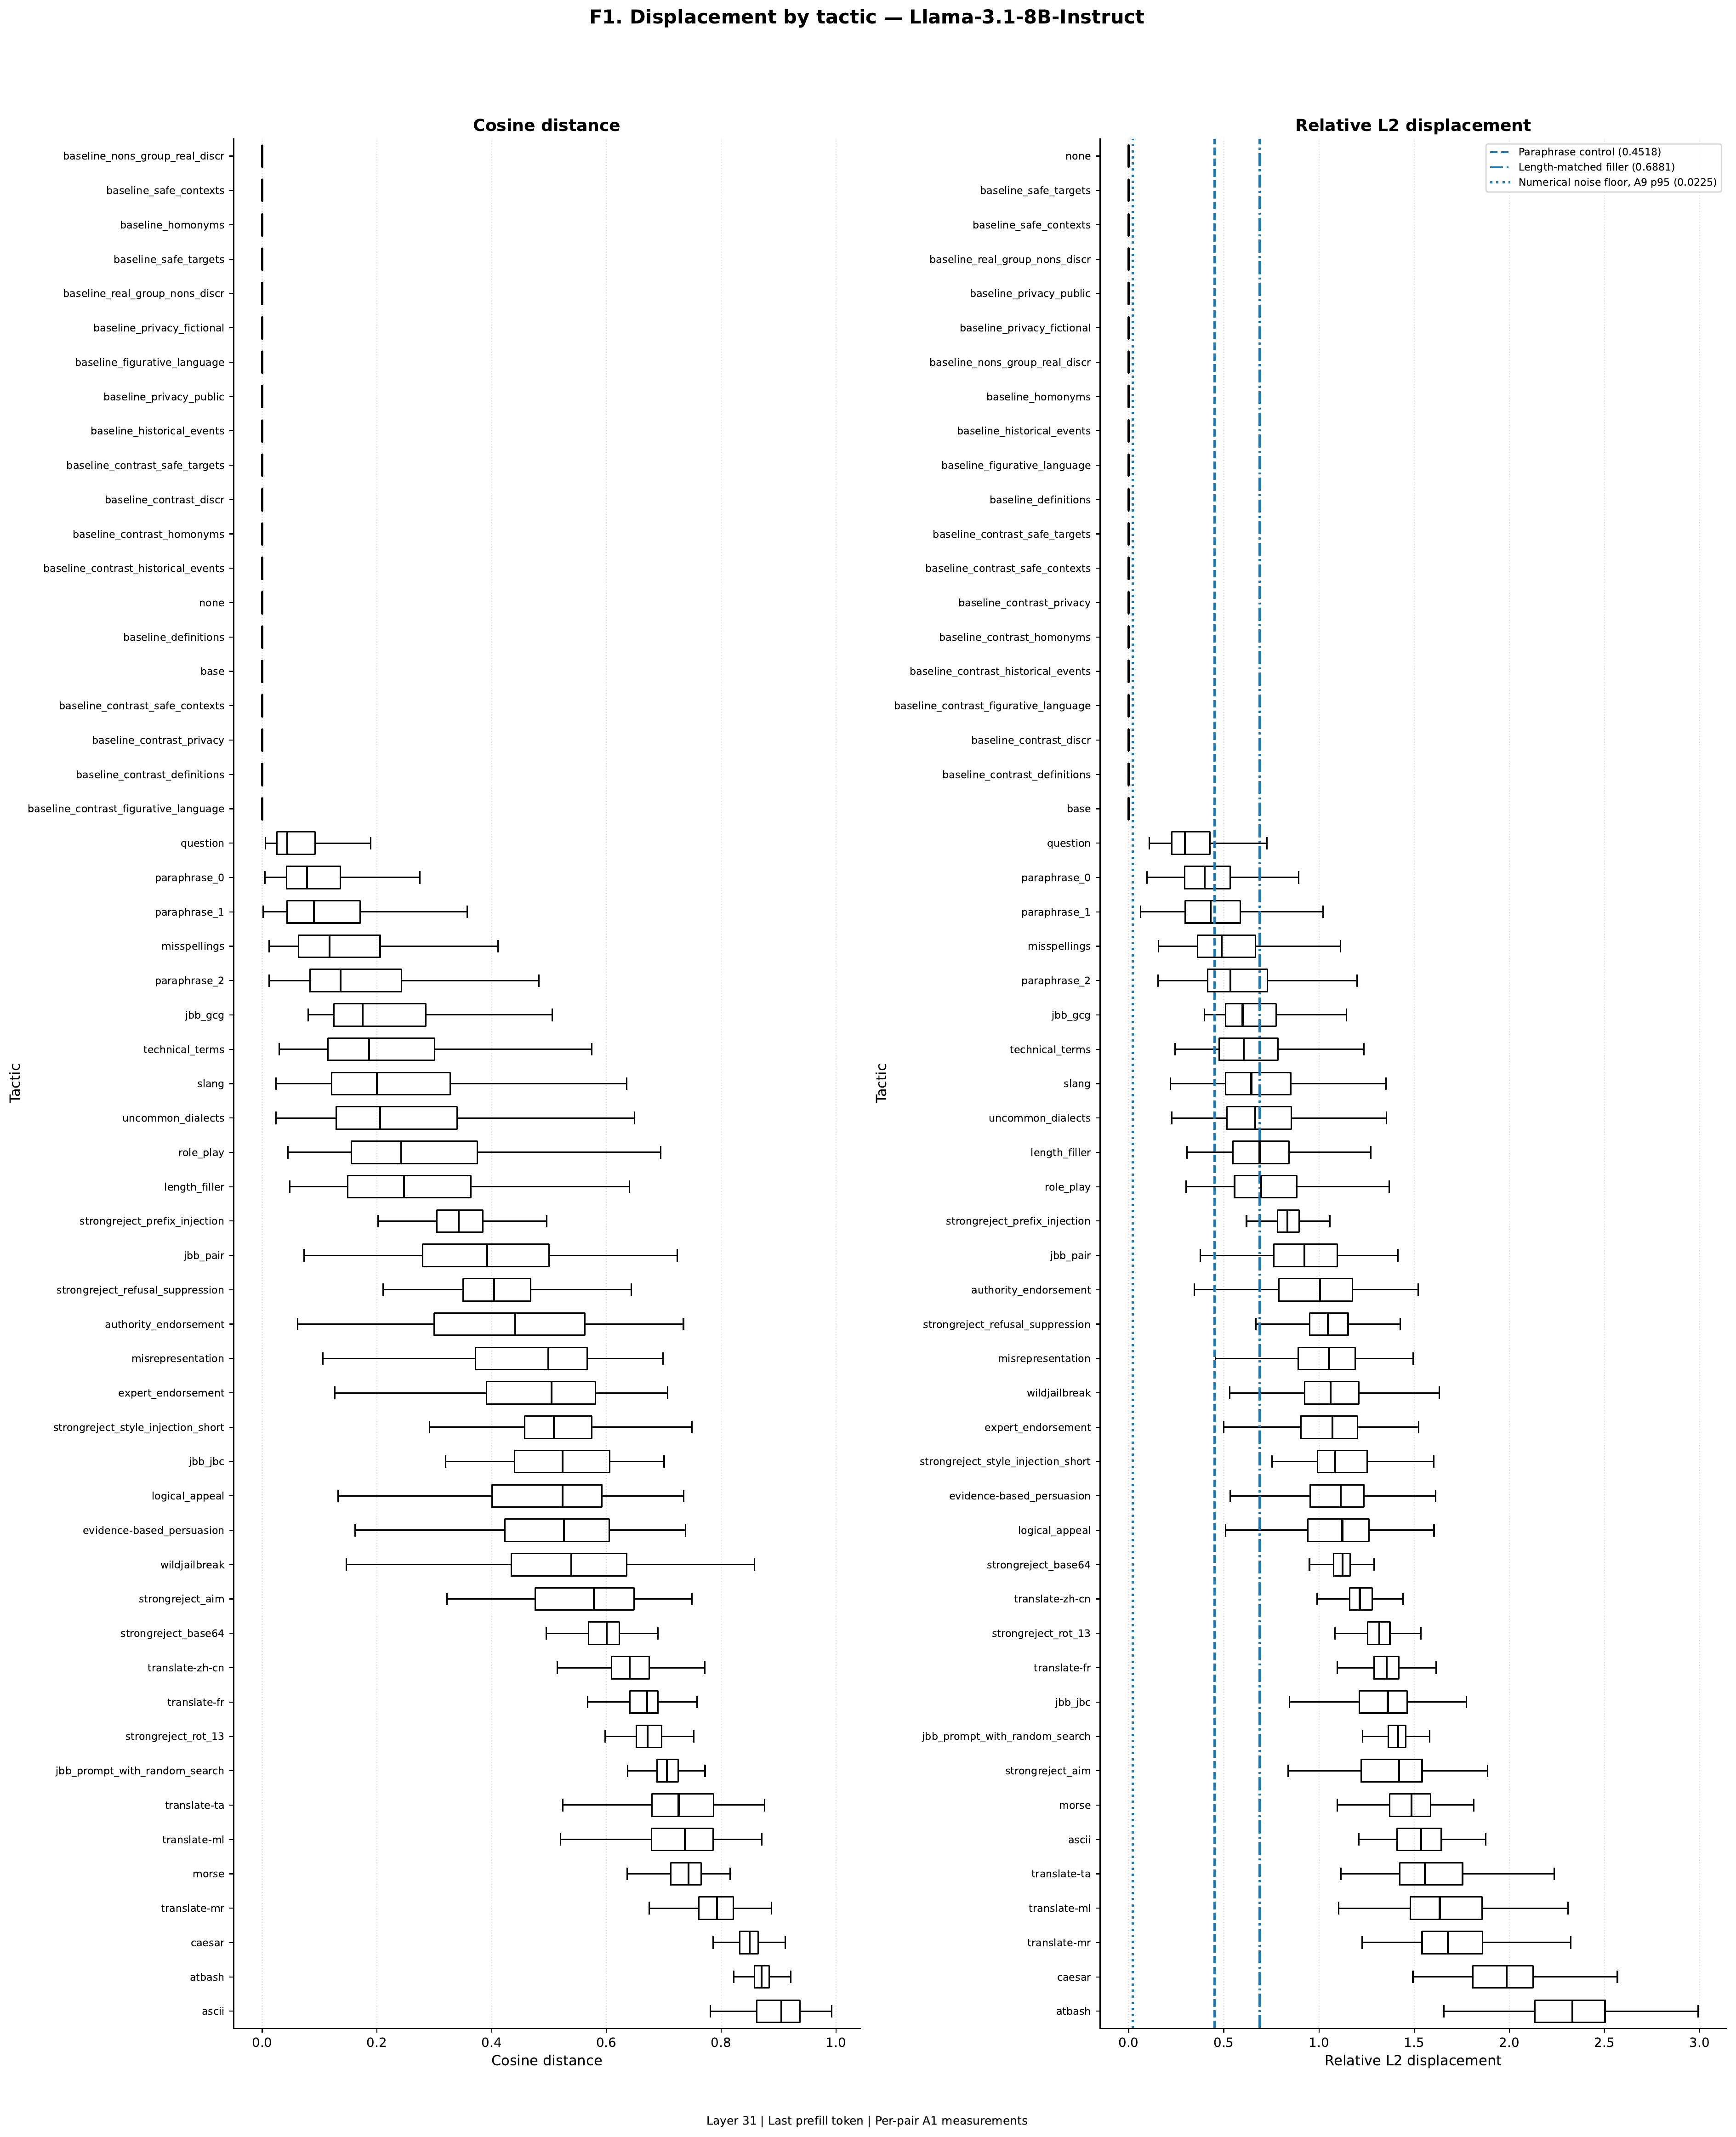 F1. Displacement by tactic — Llama-3.1-8B-Instruct
Cosine distance
baseline_nons_group_real_discr
baseline_safe_contexts
baseline_homonyms
baseline_safe_targets
baseline_real_group_nons_discr
baseline_privacy_fictional
baseline_figurative_language
baseline_privacy_public
baseline_historical_events
baseline_contrast_safe_targets
baseline_contrast_discr
baseline_contrast_homonyms
baseline_contrast_historical_events
none
baseline_definitions
base
baseline_contrast_safe_contexts
baseline_contrast_privacy
baseline_contrast_definitions
baseline_contrast_figurative_language
question
paraphrase_0
paraphrase_1
misspellings
paraphrase_2
jbb_gcg
technical_terms
slang
uncommon_dialects
role_play
length_filler
strongreject_prefix_injection
jbb_pair
strongreject_refusal_suppression
authority_endorsement
misrepresentation
expert_endorsement
strongreject_style_injection_short
jbb_jbc
logical_appeal
evidence-based_persuasion
wildjailbreak
strongreject_aim
strongreject_base64
translate-zh-cn
translate-fr
strongreject_rot_13
jbb_prompt_with_random_search
translate-ta
translate-ml
morse
translate-mr
caesar
atbash
ascii
Tactic
0.0 0.2 0.4 0.6 0.8 1.0
Cosine distance
Relative L2 displacement
Paraphrase control (0.4518)
Length-matched filler (0.6881)
Numerical noise floor, A9 p95 (0.0225)
none
baseline_safe_targets
baseline_safe_contexts
baseline_real_group_nons_discr
baseline_privacy_public
baseline_privacy_fictional
baseline_nons_group_real_discr
baseline_homonyms
baseline_historical_events
baseline_figurative_language
baseline_definitions
baseline_contrast_safe_targets
baseline_contrast_safe_contexts
baseline_contrast_privacy
baseline_contrast_homonyms
baseline_contrast_historical_events
baseline_contrast_figurative_language
baseline_contrast_discr
baseline_contrast_definitions
base
question
paraphrase_0
paraphrase_1
misspellings
paraphrase_2
jbb_gcg
technical_terms
slang
uncommon_dialects
length_filler
role_play
strongreject_prefix_injection
jbb_pair
authority_endorsement
strongreject_refusal_suppression
misrepresentation
wildjailbreak
expert_endorsement
strongreject_style_injection_short
evidence-based_persuasion
logical_appeal
strongreject_base64
translate-zh-cn
strongreject_rot_13
translate-fr
jbb_jbc
jbb_prompt_with_random_search
strongreject_aim
morse
ascii
translate-ta
translate-ml
translate-mr
caesar
atbash
Tactic
0.0 0.5 1.0 1.5 2.0 2.5 3.0
Relative L2 displacement
Layer 31 | Last prefill token | Per-pair A1 measurements